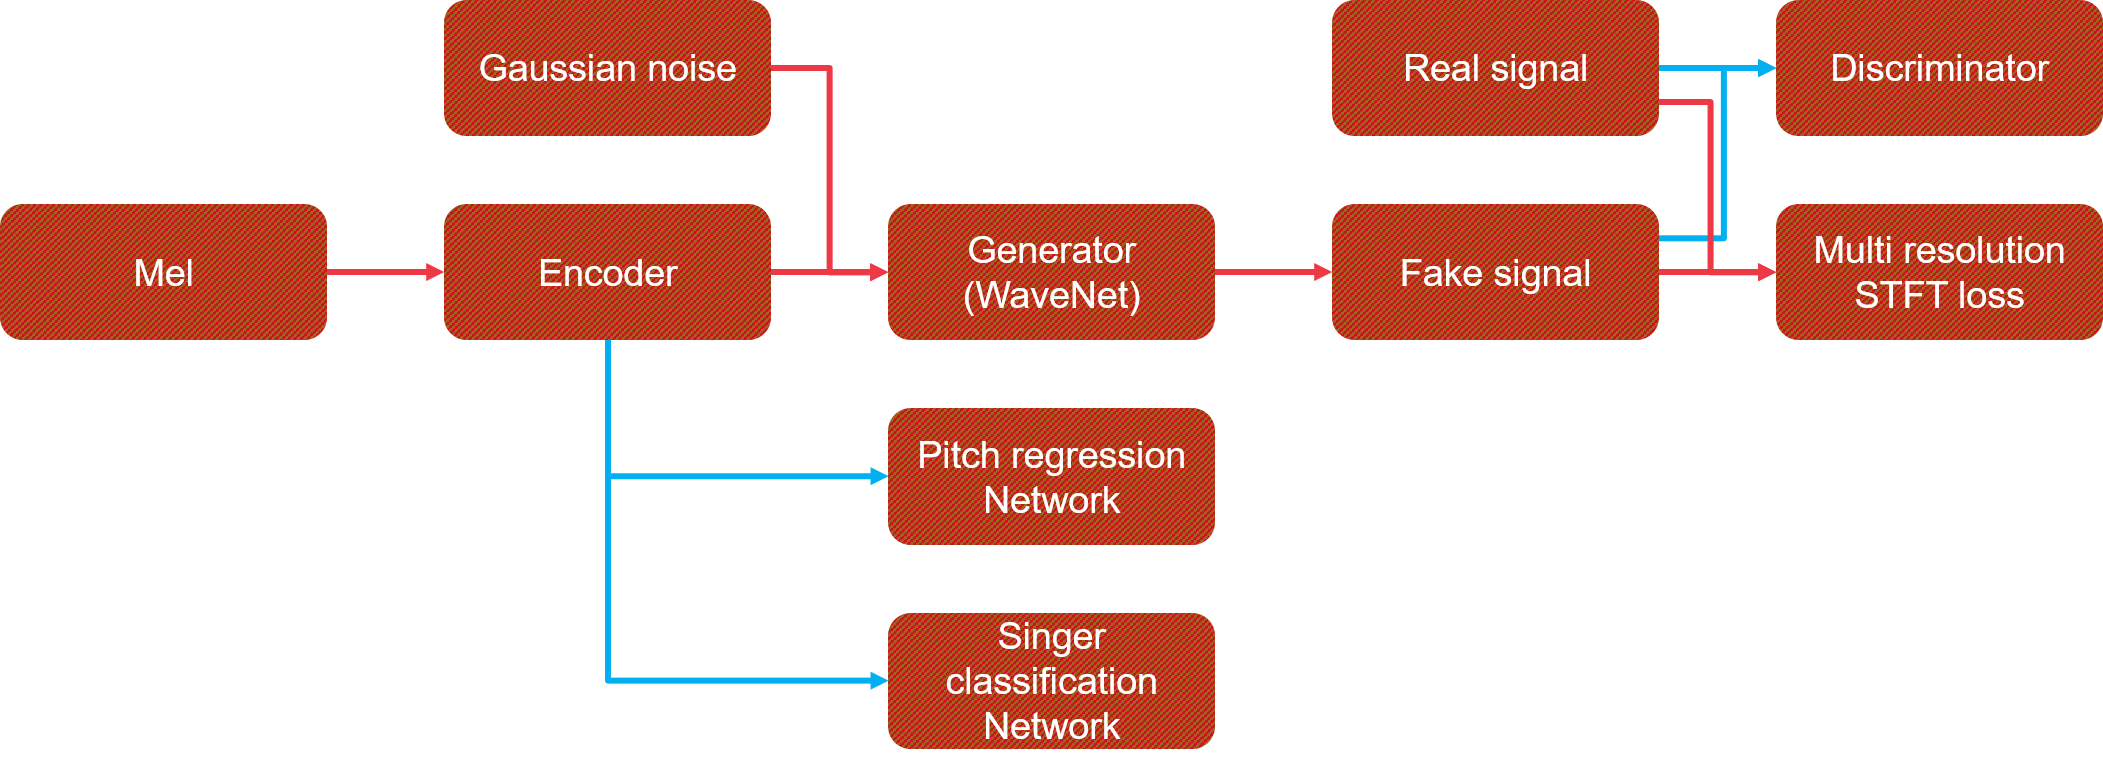 Gaussian noise
Real signal
Discriminator
Mel
Encoder
Generator
(WaveNet)
Fake signal
Multi resolution
STFT loss
Pitch regression
Network
Singer
classification
Network